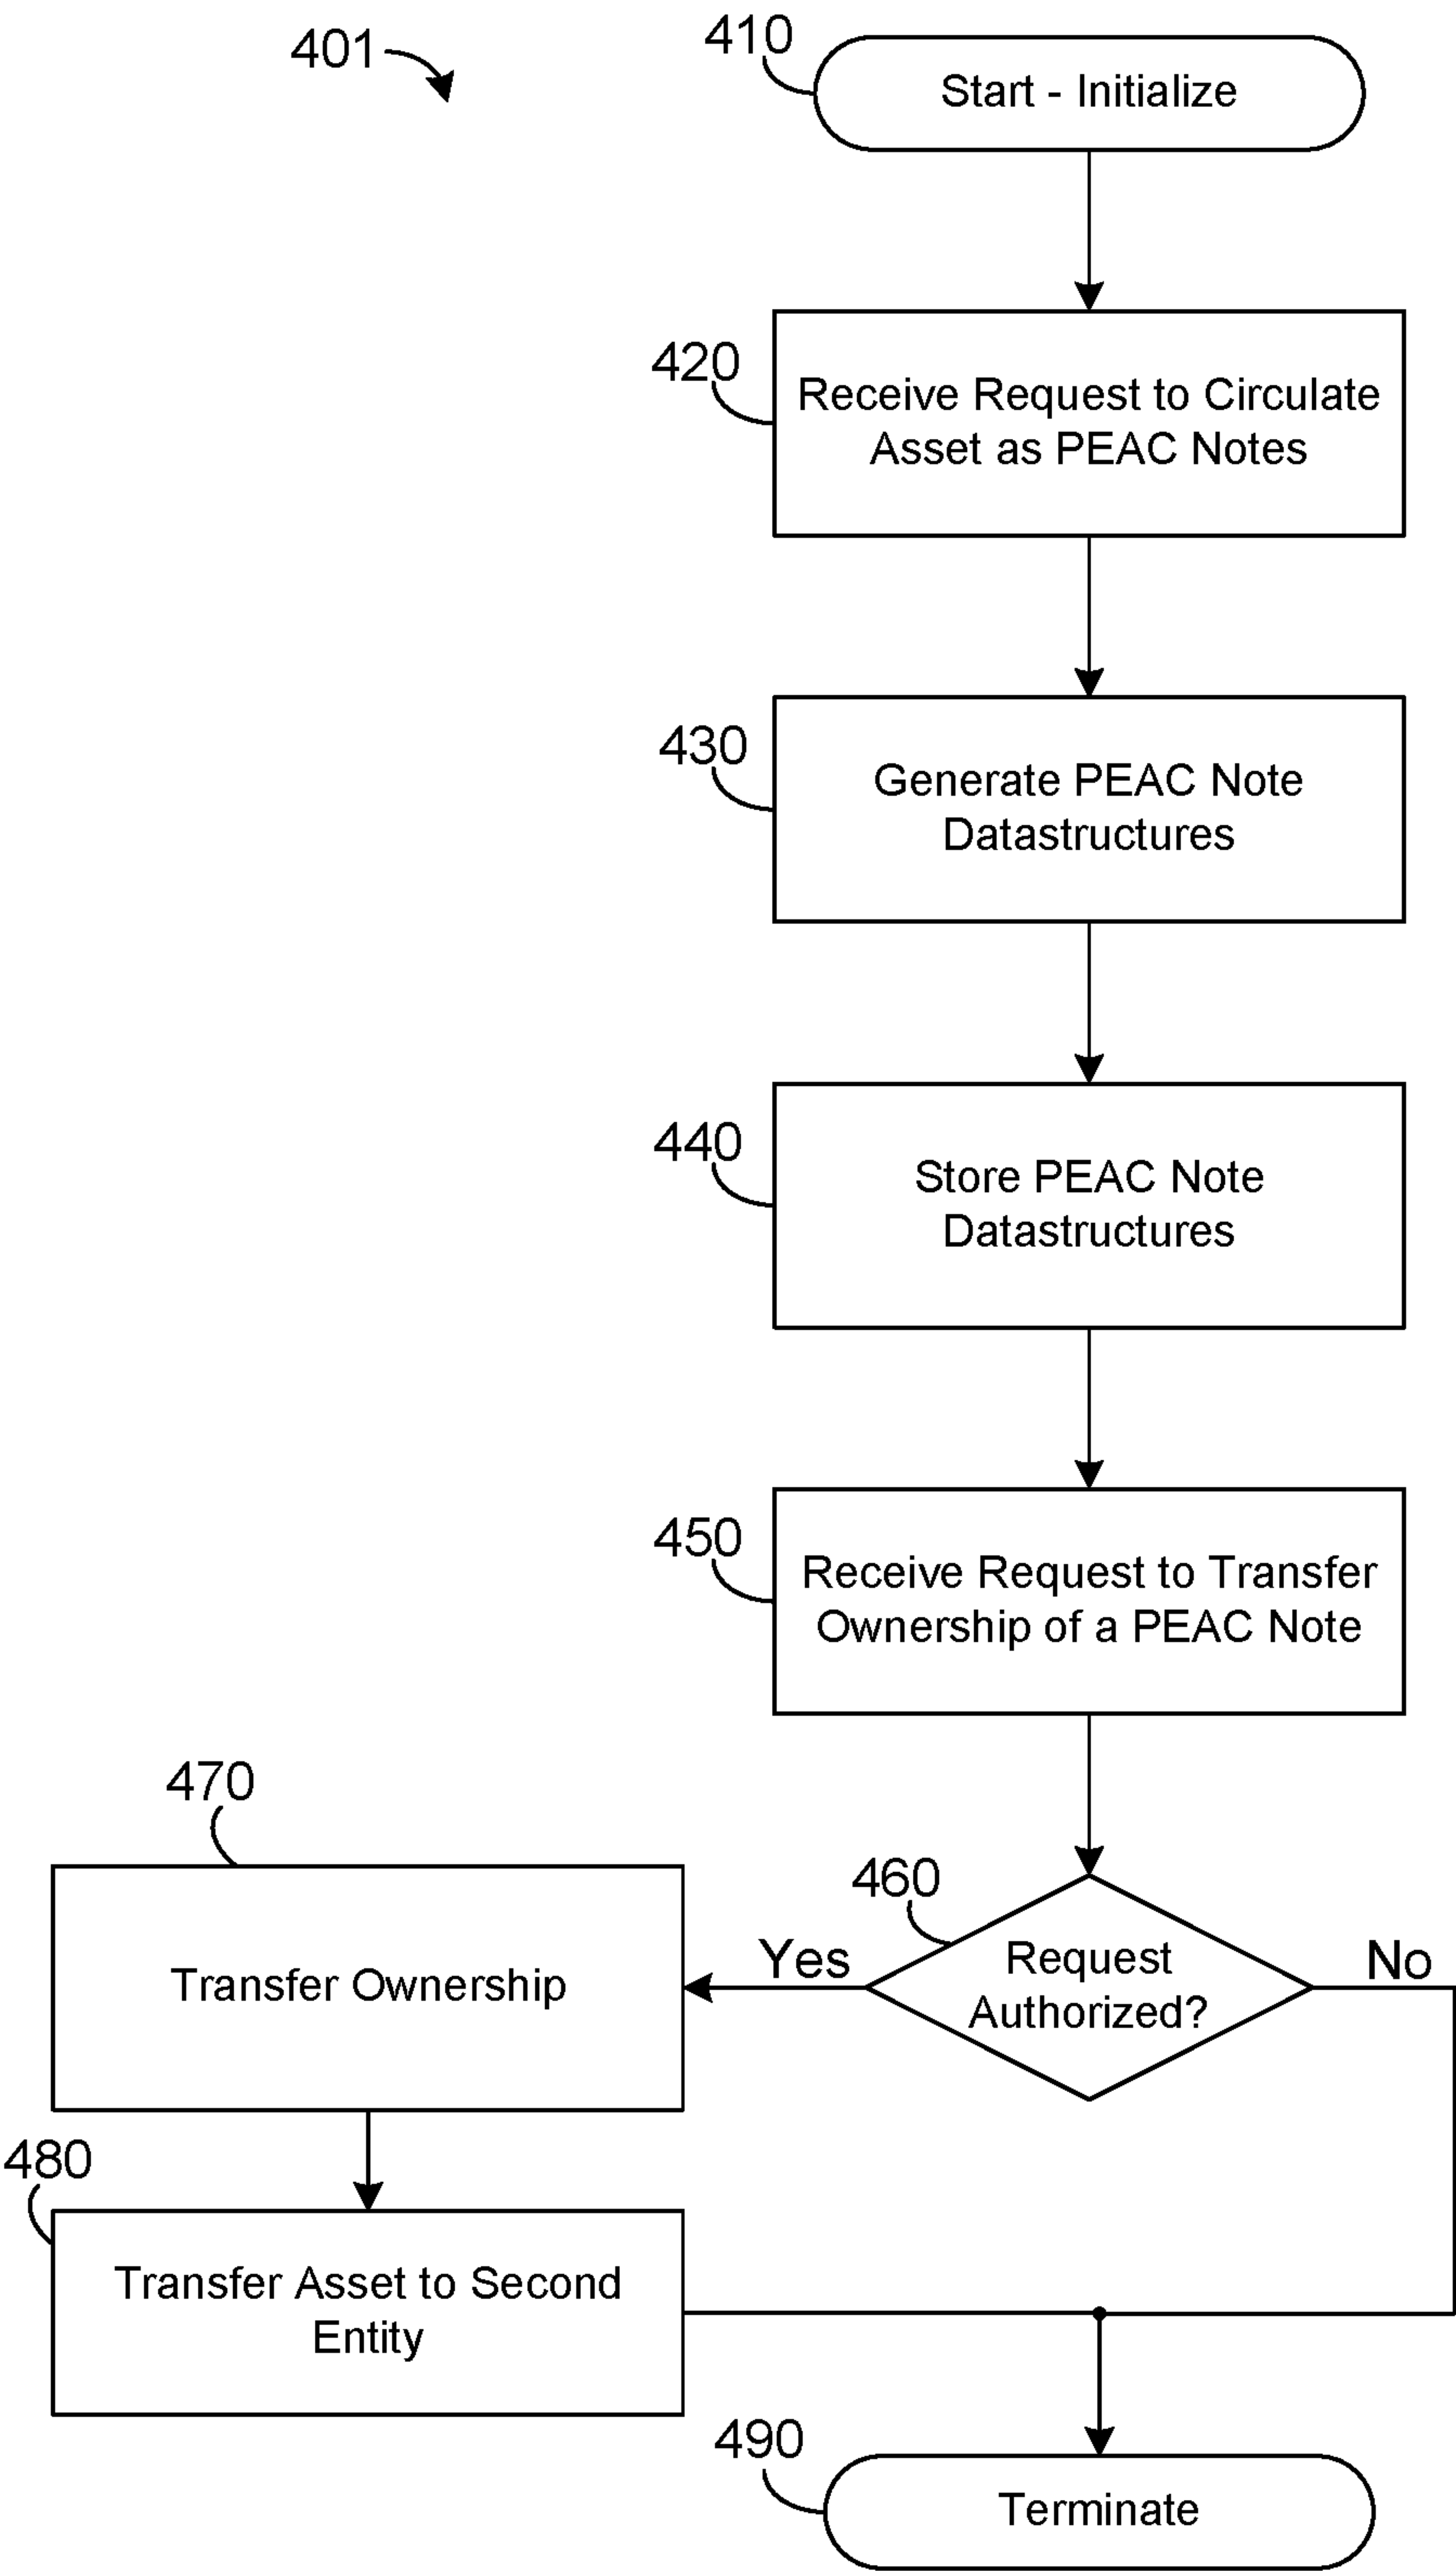 401
410
Start - Initialize
420
Receive Request to Circulate
Asset as PEAC Notes
430
Generate PEAC Note
Datastructures
440
Store PEAC Note
Datastructures
450
Receive Request to Transfer
Ownership of a PEAC Note
460
Request
Authorized?
Yes
No
470
Transfer Ownership
480
Transfer Asset to Second
Entity
490
Terminate